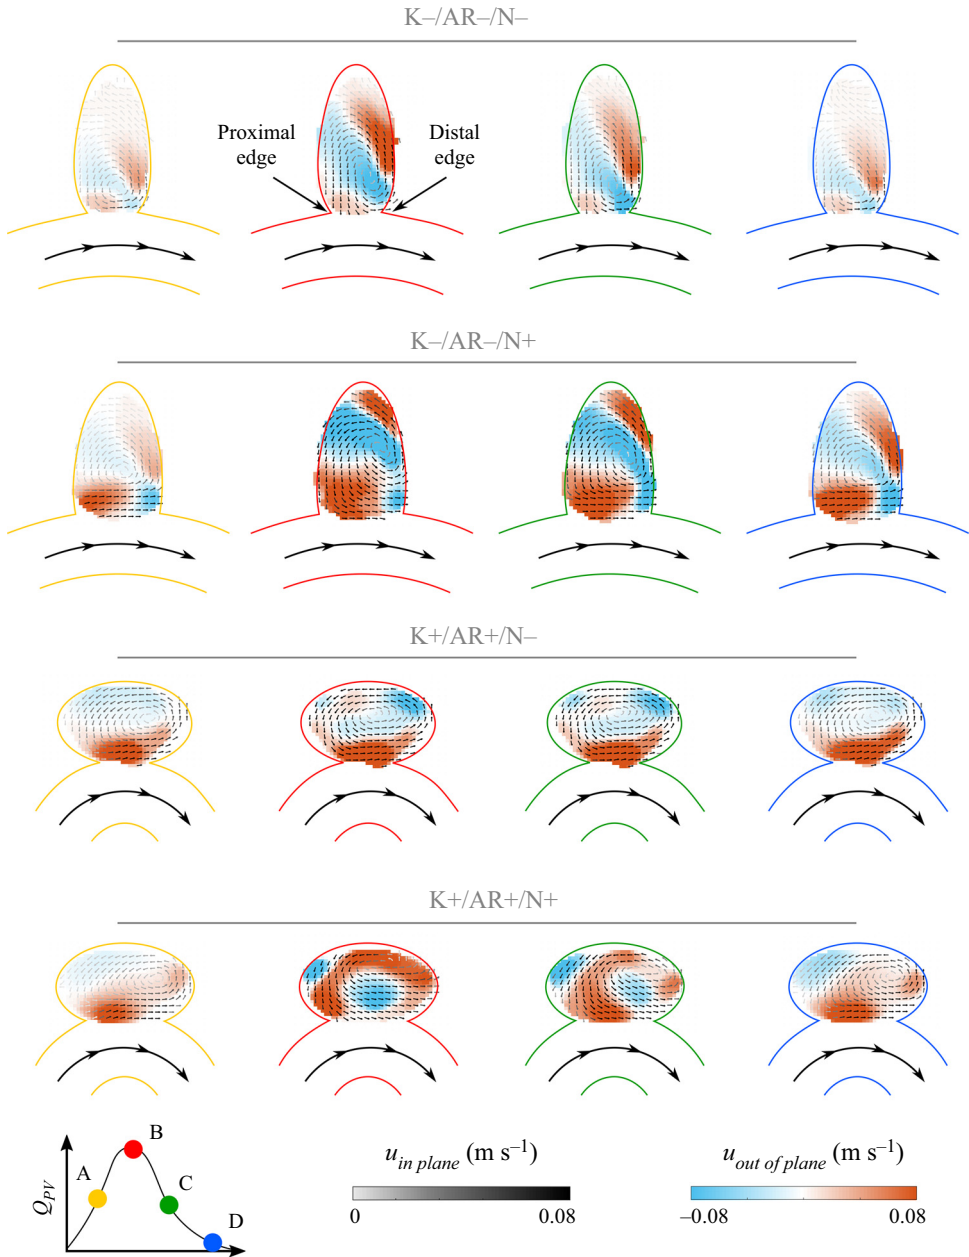 K–/AR–/N–
Proximal
edge
Distal
edge
K–/AR–/N+
K+/AR+/N–
K+/AR+/N+
B
A
C
D
Q_PV
u_in plane (m s⁻¹)
0
0.08
u_out of plane (m s⁻¹)
–0.08
0.08